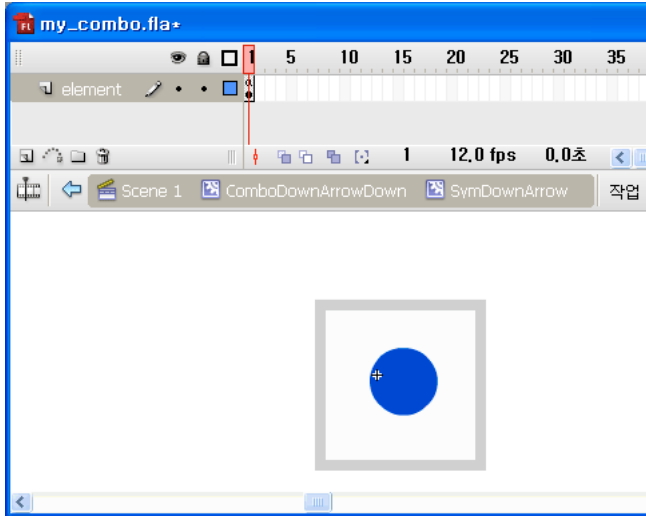 my_combo.fla*
1 5 10 15 20 25 30 35
element
1 12,0 fps 0,0초
Scene 1 ComboDownArrowDown SymDownArrow 작업